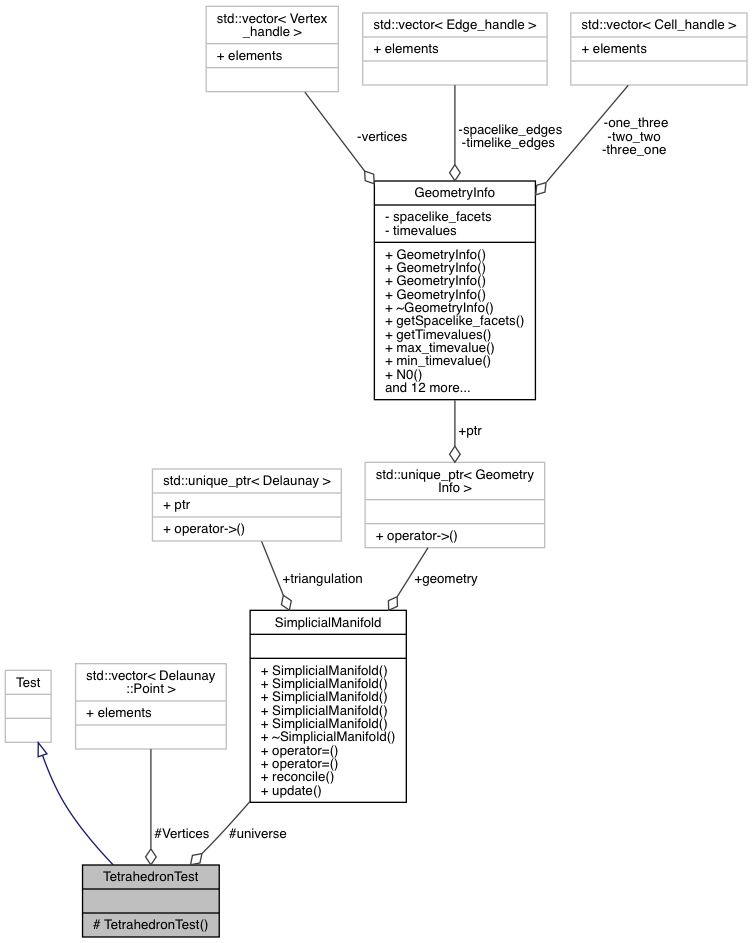 std::vector< Vertex
_handle >
+ elements
std::vector< Edge_handle >
+ elements
std::vector< Cell_handle >
+ elements
-vertices
-spacelike_edges
-timelike_edges
-one_three
-two_two
-three_one
GeometryInfo
- spacelike_facets
- timevalues
+ GeometryInfo()
+ GeometryInfo()
+ GeometryInfo()
+ GeometryInfo()
+ ~GeometryInfo()
+ getSpacelike_facets()
+ getTimevalues()
+ max_timevalue()
+ min_timevalue()
+ N0()
and 12 more...
+ptr
std::unique_ptr< Delaunay >
+ ptr
+ operator->()
std::unique_ptr< Geometry
Info >
+ operator->()
+triangulation
+geometry
SimplicialManifold
+ SimplicialManifold()
+ SimplicialManifold()
+ SimplicialManifold()
+ SimplicialManifold()
+ SimplicialManifold()
+ ~SimplicialManifold()
+ operator=()
+ operator=()
+ reconcile()
+ update()
Test
std::vector< Delaunay
::Point >
+ elements
#Vertices
#universe
TetrahedronTest
# TetrahedronTest()